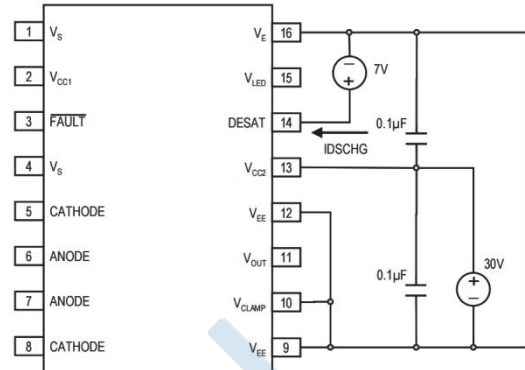 1 VS VE 16
2 VCC1 VLED 15
3 FAULT DESAT 14
4 VS VCC2 13
5 CATHODE VEE 12
6 ANODE VOUT 11
7 ANODE VCLAMP 10
8 CATHODE VEE 9
− + 7V
0.1µF
IDSCHG
0.1µF
+ − 30V